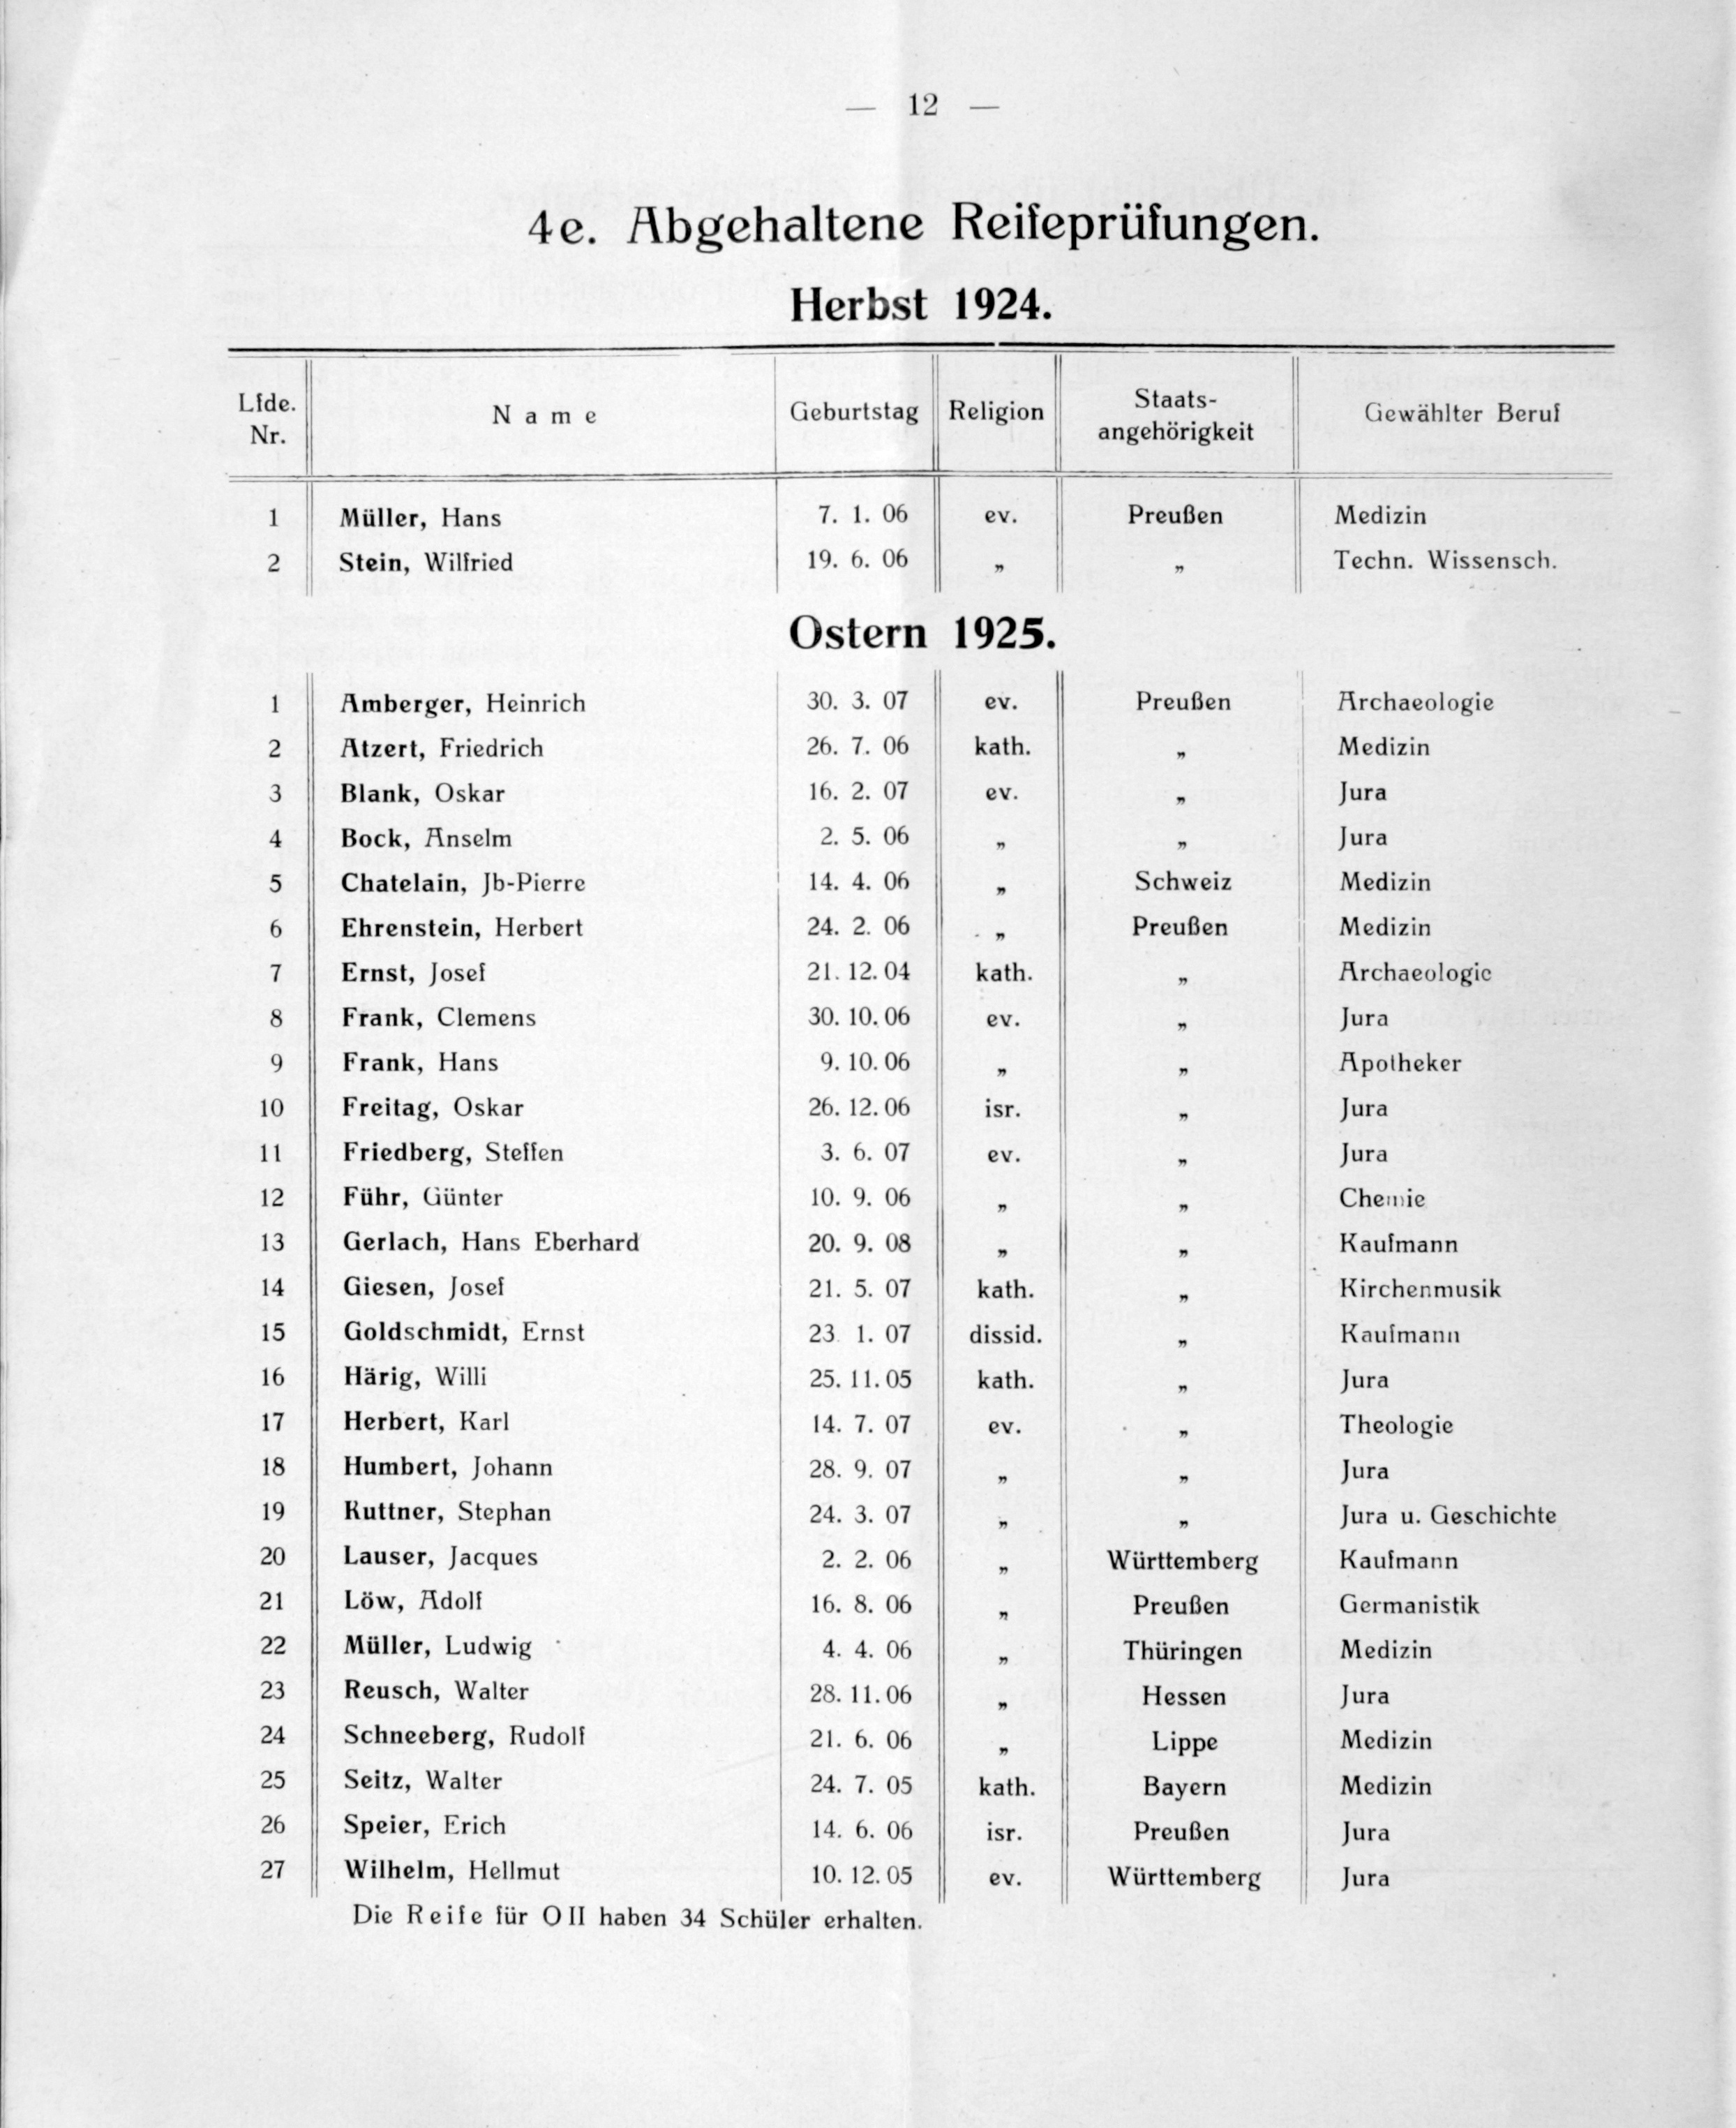 — 12 —
4e. Abgehaltene Reifeprüfungen.
Herbst 1924.
Lfde. Nr. Name Geburtstag Religion Staats-angehörigkeit Gewählter Beruf
1 Müller, Hans 7. 1. 06 ev. Preußen Medizin
2 Stein, Wilfried 19. 6. 06 „ „ Techn. Wissensch.
Ostern 1925.
1 Amberger, Heinrich 30. 3. 07 ev. Preußen Archaeologie
2 Atzert, Friedrich 26. 7. 06 kath. „ Medizin
3 Blank, Oskar 16. 2. 07 ev. „ Jura
4 Bock, Anselm 2. 5. 06 „ „ Jura
5 Chatelain, Jb-Pierre 14. 4. 06 „ Schweiz Medizin
6 Ehrenstein, Herbert 24. 2. 06 „ Preußen Medizin
7 Ernst, Josef 21. 12. 04 kath. „ Archaeologie
8 Frank, Clemens 30. 10. 06 ev. „ Jura
9 Frank, Hans 9. 10. 06 „ „ Apotheker
10 Freitag, Oskar 26. 12. 06 isr. „ Jura
11 Friedberg, Steffen 3. 6. 07 ev. „ Jura
12 Führ, Günter 10. 9. 06 „ „ Chemie
13 Gerlach, Hans Eberhard 20. 9. 08 „ „ Kaufmann
14 Giesen, Josef 21. 5. 07 kath. „ Kirchenmusik
15 Goldschmidt, Ernst 23 1. 07 dissid. „ Kaufmann
16 Härig, Willi 25. 11. 05 kath. „ Jura
17 Herbert, Karl 14. 7. 07 ev. „ Theologie
18 Humbert, Johann 28. 9. 07 „ „ Jura
19 Kuttner, Stephan 24. 3. 07 „ „ Jura u. Geschichte
20 Lauser, Jacques 2. 2. 06 „ Württemberg Kaufmann
21 Löw, Adolf 16. 8. 06 „ Preußen Germanistik
22 Müller, Ludwig 4. 4. 06 „ Thüringen Medizin
23 Reusch, Walter 28. 11. 06 „ Hessen Jura
24 Schneeberg, Rudolf 21. 6. 06 „ Lippe Medizin
25 Seitz, Walter 24. 7. 05 kath. Bayern Medizin
26 Speier, Erich 14. 6. 06 isr. Preußen Jura
27 Wilhelm, Hellmut 10. 12. 05 ev. Württemberg Jura
Die Reife für O II haben 34 Schüler erhalten.